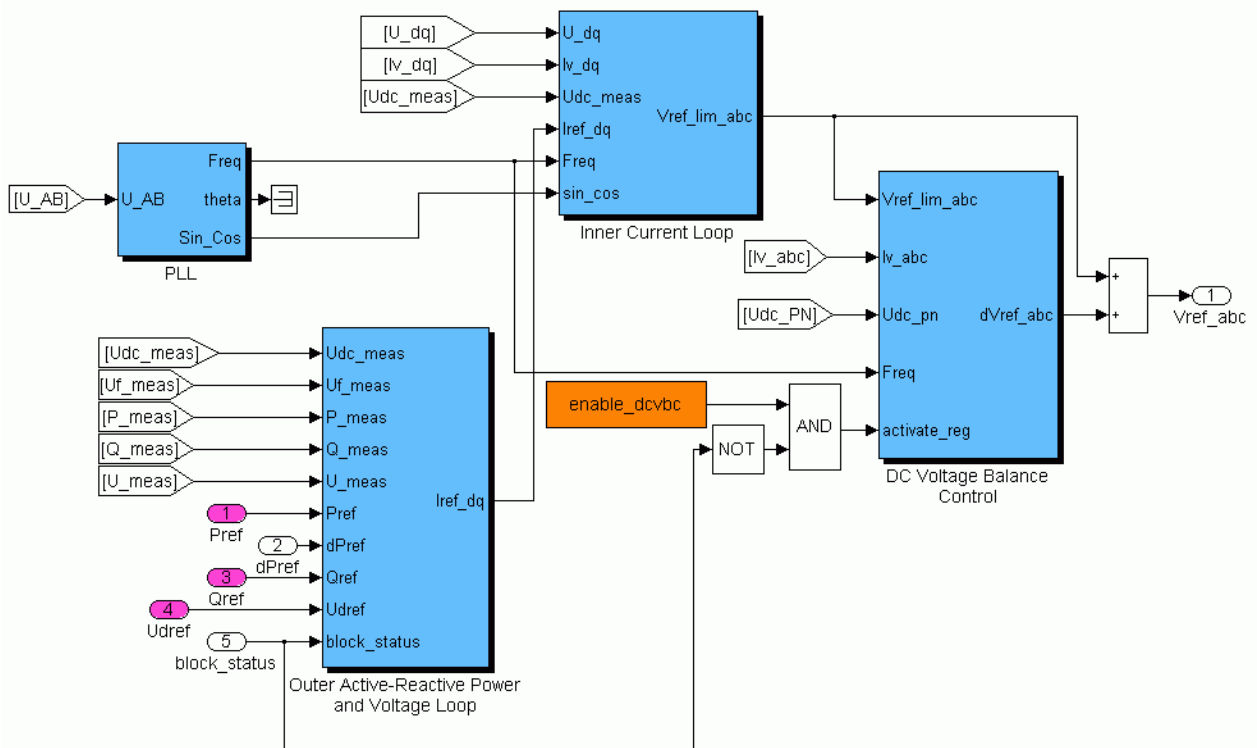 [U_dq]
[Iv_dq]
[Udc_meas]
U_dq
Iv_dq
Udc_meas
Iref_dq
Freq
sin_cos
Vref_lim_abc
Inner Current Loop
[U_AB]
U_AB
Freq
theta
Sin_Cos
PLL
[Iv_abc]
[Udc_PN]
Vref_lim_abc
Iv_abc
Udc_pn
Freq
activate_reg
dVref_abc
DC Voltage Balance
Control
+
+
1
Vref_abc
enable_dcvbc
NOT
AND
[Udc_meas]
[Uf_meas]
[P_meas]
[Q_meas]
[U_meas]
1
Pref
2
dPref
3
Qref
4
Udref
5
block_status
Udc_meas
Uf_meas
P_meas
Q_meas
U_meas
Pref
dPref
Qref
Udref
block_status
Iref_dq
Outer Active-Reactive Power
and Voltage Loop